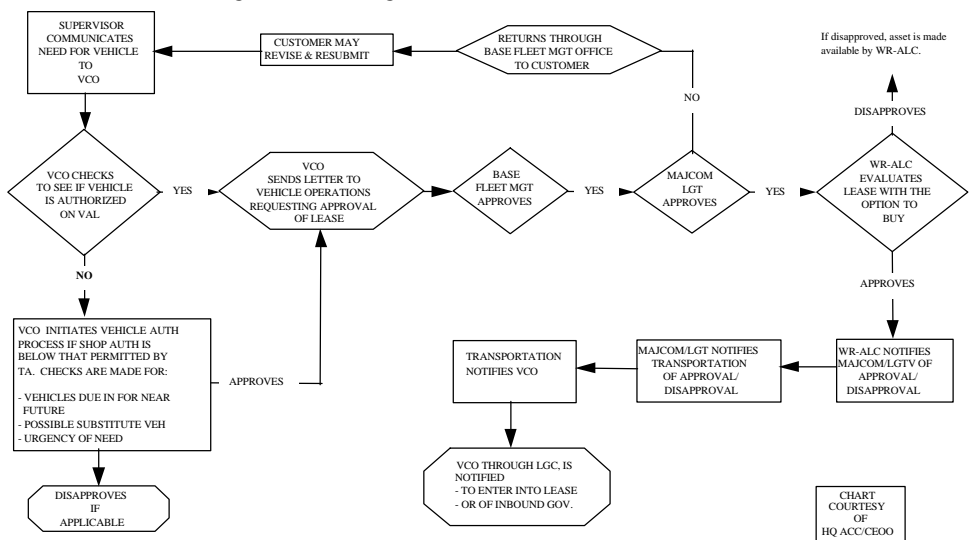 SUPERVISOR
COMMUNICATES
NEED FOR VEHICLE
TO
VCO
CUSTOMER MAY
REVISE & RESUBMIT
RETURNS THROUGH
BASE FLEET MGT OFFICE
TO CUSTOMER
If disapproved, asset is made
available by WR-ALC.
NO
DISAPPROVES
VCO CHECKS
TO SEE IF VEHICLE
IS AUTHORIZED
ON VAL
YES
VCO
SENDS LETTER TO
VEHICLE OPERATIONS
REQUESTING APPROVAL
OF LEASE
BASE
FLEET MGT
APPROVES
YES
MAJCOM
LGT
APPROVES
YES
WR-ALC
EVALUATES
LEASE WITH THE
OPTION TO
BUY
NO
APPROVES
VCO INITIATES VEHICLE AUTH
PROCESS IF SHOP AUTH IS
BELOW THAT PERMITTED BY
TA. CHECKS ARE MADE FOR:
- VEHICLES DUE IN FOR NEAR
FUTURE
- POSSIBLE SUBSTITUTE VEH
- URGENCY OF NEED
APPROVES
TRANSPORTATION
NOTIFIES VCO
MAJCOM/LGT NOTIFIES
TRANSPORTATION
OF APPROVAL/
DISAPPROVAL
WR-ALC NOTIFIES
MAJCOM/LGTV OF
APPROVAL/
DISAPPROVAL
DISAPPROVES
IF
APPLICABLE
VCO THROUGH LGC, IS
NOTIFIED
- TO ENTER INTO LEASE
- OR OF INBOUND GOV.
CHART
COURTESY
OF
HQ ACC/CEOO